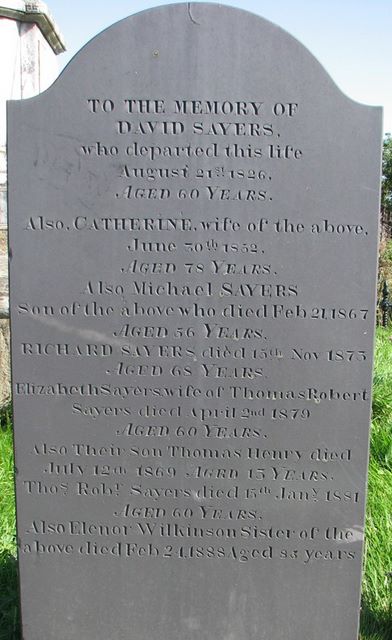 TO THE MEMORY OF
DAVID SAYERS,
who departed this life
August 21st 1826,
AGED 60 YEARS.
Also, CATHERINE, wife of the above,
June 30th 1852,
AGED 78 YEARS.
Also Michael SAYERS
Son of the above who died Feb 21, 1867
AGED 56 YEARS.
RICHARD SAYERS, died 15th Nov 1875
AGED 68 YEARS.
Elizabeth Sayers, wife of Thomas Robert
Sayers died April 2nd 1879
AGED 60 YEARS.
Also Their son Thomas Henry died
July 12th 1869 AGED 13 YEARS.
Thos Robt Sayers died 15th Jany 1881
AGED 60 YEARS.
Also Elenor Wilkinson Sister of the
above died Feb 24, 1888 Aged 85 years